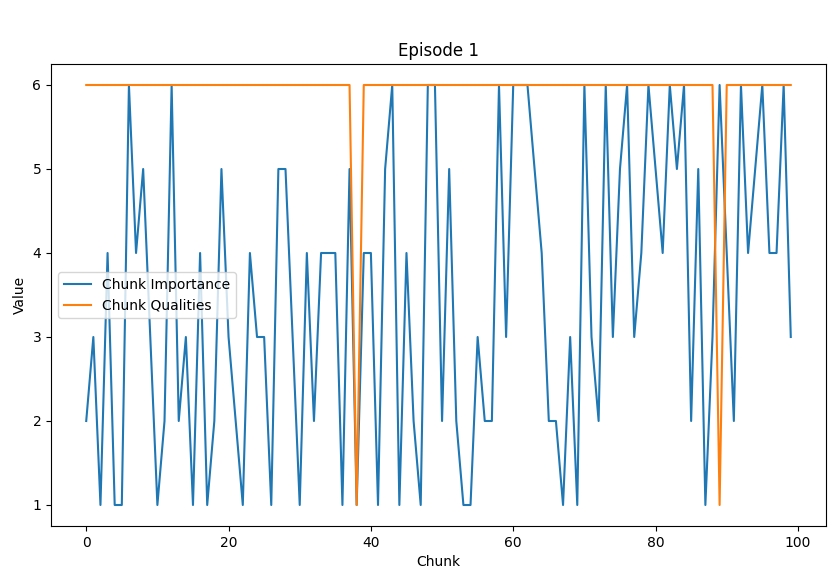 Episode 1
6
5
4
3
2
1
Value
Chunk Importance
Chunk Qualities
0 20 40 60 80 100
Chunk